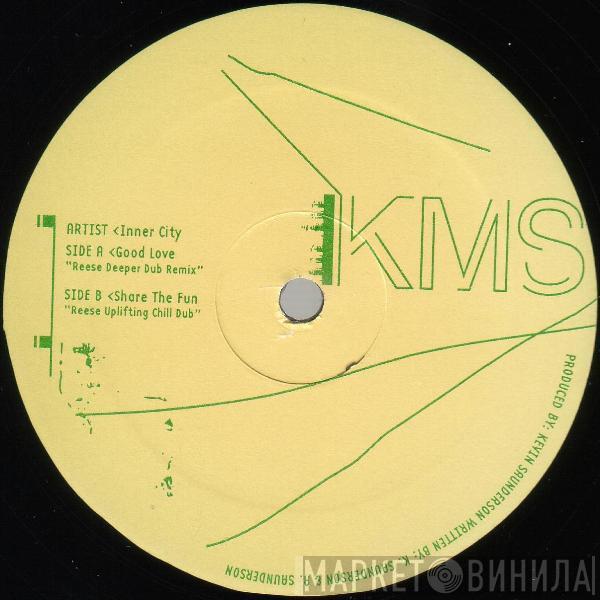 KMS
ARTIST <Inner City
SIDE A <Good Love
"Reese Deeper Dub Remix"
SIDE B <Share The Fun
"Reese Uplifting Chill Dub"
PRODUCED BY: KEVIN SAUNDERSON WRITTEN BY: K. SAUNDERSON & A. SAUNDERSON
МАРКЕТ ВИНИЛА